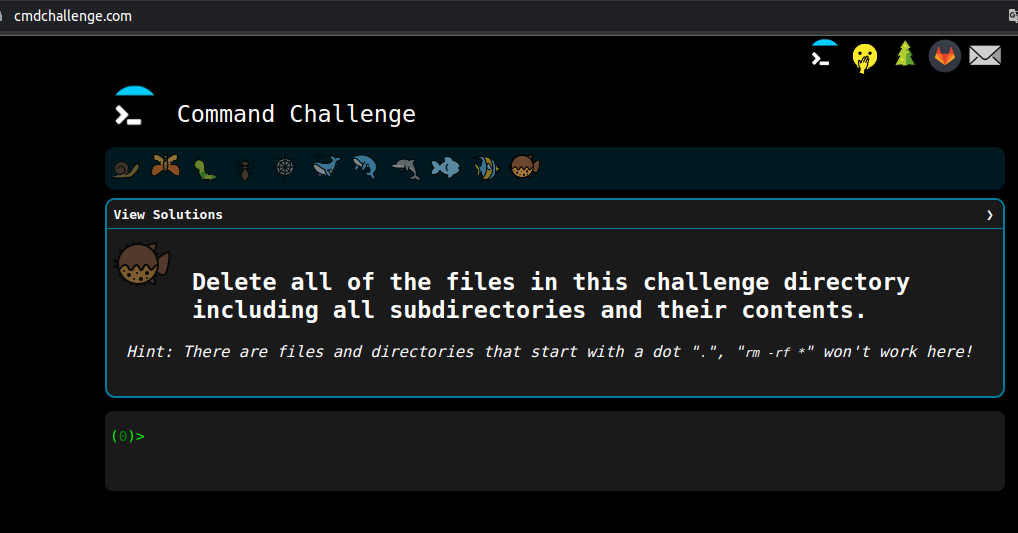 cmdchallenge.com
Command Challenge
View Solutions
Delete all of the files in this challenge directory
including all subdirectories and their contents.
Hint: There are files and directories that start with a dot ".", "rm -rf *" won't work here!
(0)>